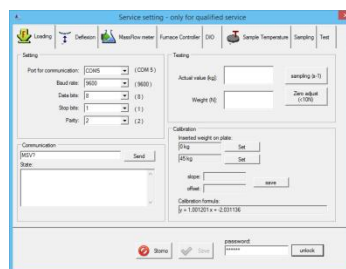 Service setting - only for qualified service
Loading
Deflexion
Massflow meter
Furnace Controller
DIO
Sample Temperature
Sampling
Test
Setting
Port for communication: COM5 (COM 5)
Baud rate: 9600 (9600)
Data bits: 8 (8)
Stop bits: 1 (1)
Parity: 2 (2)
Communication
MSV?
Send
State:
Testing
Actual value (kg)
sampling (s-1)
Weight (N)
Zero adjust
(<10N)
Calibration
Inserted weight on plate:
0 kg
Set
45 kg
Set
slope:
offset:
save
Calibration formula:
y = 1,001201 x + -2,031136
Storno
Save
password
******
unlock